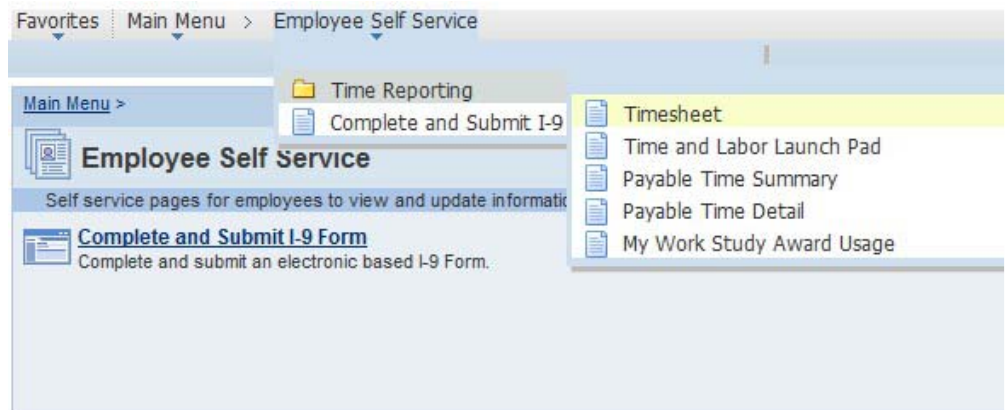 Favorites Main Menu > Employee Self Service
Time Reporting
Complete and Submit I-9
Timesheet
Time and Labor Launch Pad
Payable Time Summary
Payable Time Detail
My Work Study Award Usage
Main Menu >
Employee Self Service
Self service pages for employees to view and update
Complete and Submit I-9 Form
Complete and submit an electronic based I-9 Form.